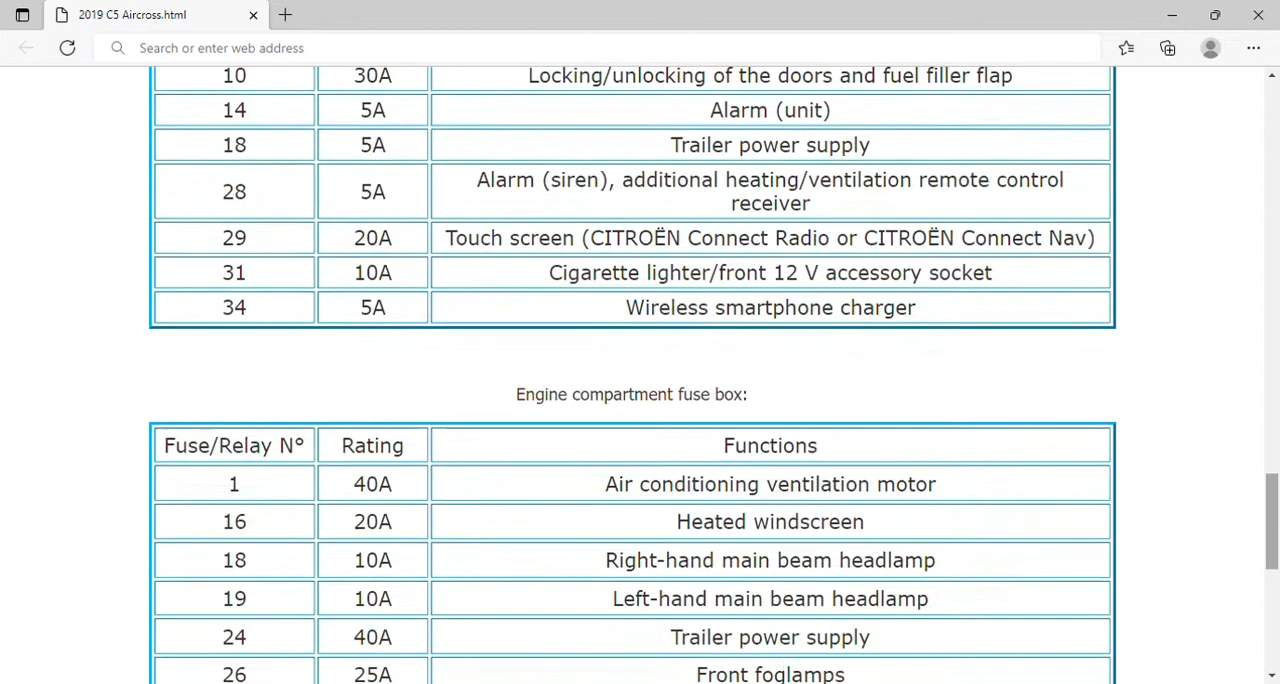 2019 C5 Aircross.html
Search or enter web address
10 30A Locking/unlocking of the doors and fuel filler flap
14 5A Alarm (unit)
18 5A Trailer power supply
28 5A Alarm (siren), additional heating/ventilation remote control
receiver
29 20A Touch screen (CITROËN Connect Radio or CITROËN Connect Nav)
31 10A Cigarette lighter/front 12 V accessory socket
34 5A Wireless smartphone charger
Engine compartment fuse box:
Fuse/Relay N° Rating Functions
1 40A Air conditioning ventilation motor
16 20A Heated windscreen
18 10A Right-hand main beam headlamp
19 10A Left-hand main beam headlamp
24 40A Trailer power supply
26 25A Front foglamps